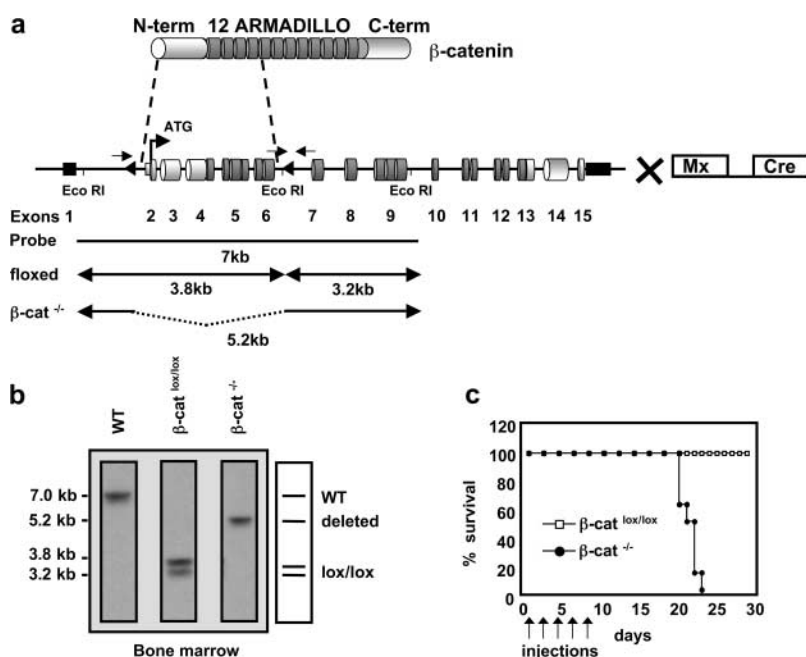 a
N-term 12 ARMADILLO C-term
β-catenin
ATG
Eco RI Eco RI Eco RI
Mx Cre
Exons 1 2 3 4 5 6 7 8 9 10 11 12 13 14 15
Probe
7kb
floxed
3.8kb 3.2kb
β-cat -/-
5.2kb
b
WT
β-cat lox/lox
β-cat -/-
7.0 kb
5.2 kb
3.8 kb
3.2 kb
WT
deleted
lox/lox
Bone marrow
c
120
100
80
60
40
20
0
% survival
β-cat lox/lox
β-cat -/-
0 5 10 15 20 25 30
days
injections